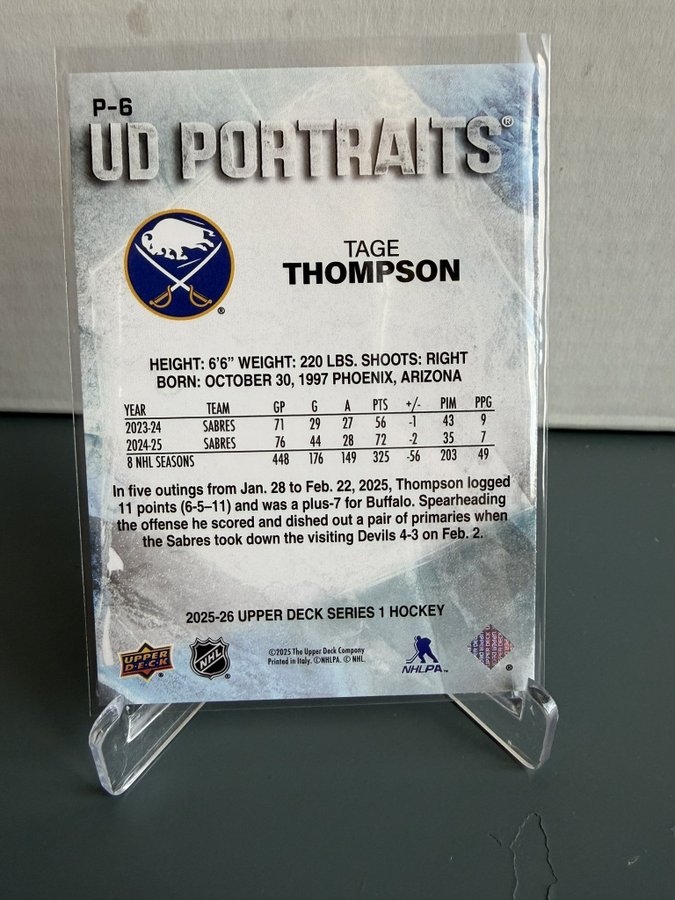 P-6
UD PORTRAITS®
TAGE
THOMPSON
®
HEIGHT: 6'6" WEIGHT: 220 LBS. SHOOTS: RIGHT
BORN: OCTOBER 30, 1997 PHOENIX, ARIZONA
YEAR TEAM GP G A PTS +/- PIM PPG
2023-24 SABRES 71 29 27 56 -1 43 9
2024-25 SABRES 76 44 28 72 -2 35 7
8 NHL SEASONS 448 176 149 325 -56 203 49
In five outings from Jan. 28 to Feb. 22, 2025, Thompson logged
11 points (6-5–11) and was a plus-7 for Buffalo. Spearheading
the offense he scored and dished out a pair of primaries when
the Sabres took down the visiting Devils 4-3 on Feb. 2.
2025-26 UPPER DECK SERIES 1 HOCKEY
UPPER DECK ®
NHL ®
©2025 The Upper Deck Company
Printed in Italy. ©NHLPA. © NHL.
NHLPA™
UPPER DECK
®